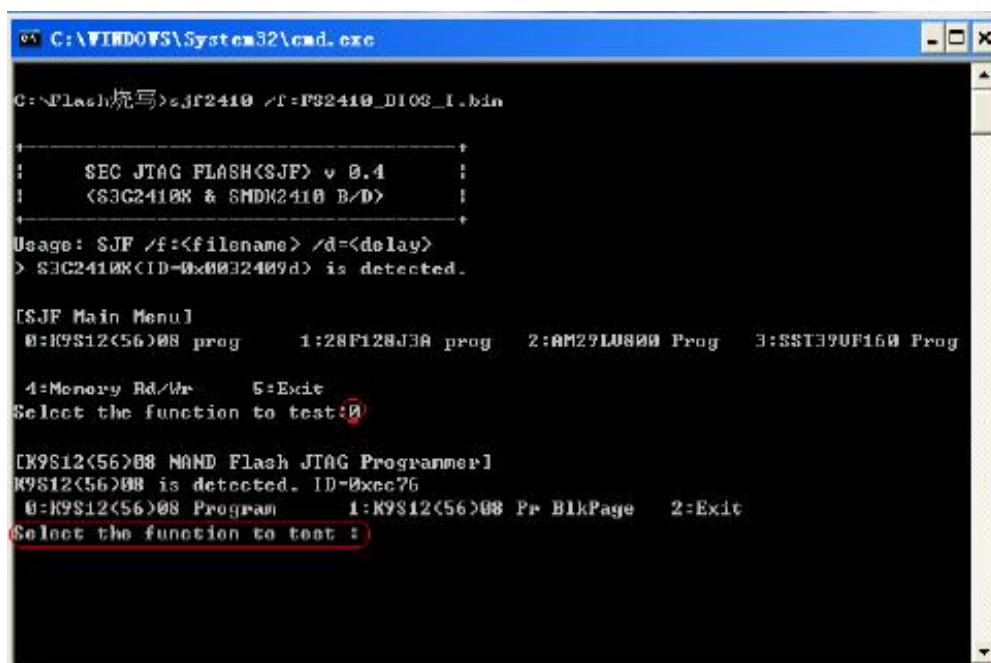 C:\WINDOWS\System32\cmd.exe
C:\Flash烧写>sjf2410 /f:FS2410_DIOS_I.bin
+------------------------------------------+
|      SEC JTAG FLASH(SJF) v 0.4      |
|      (S3C2410X & SMDK2410 B/D)      |
+------------------------------------------+
Usage: SJF /f:<filename> /d=<delay>
> S3C2410X(ID=0x0032409d) is detected.
[SJF Main Menu]
0:K9S12(56)08 prog 1:28F128J3A prog 2:AM29LV800 Prog 3:SST39VF160 Prog
4:Memory Rd/Wr 5:Exit
Select the function to test:0
[K9S12(56)08 NAND Flash JTAG Programmer]
K9S12(56)08 is detected. ID=0xec76
0:K9S12(56)08 Program 1:K9S12(56)08 Pr BlkPage 2:Exit
Select the function to test :